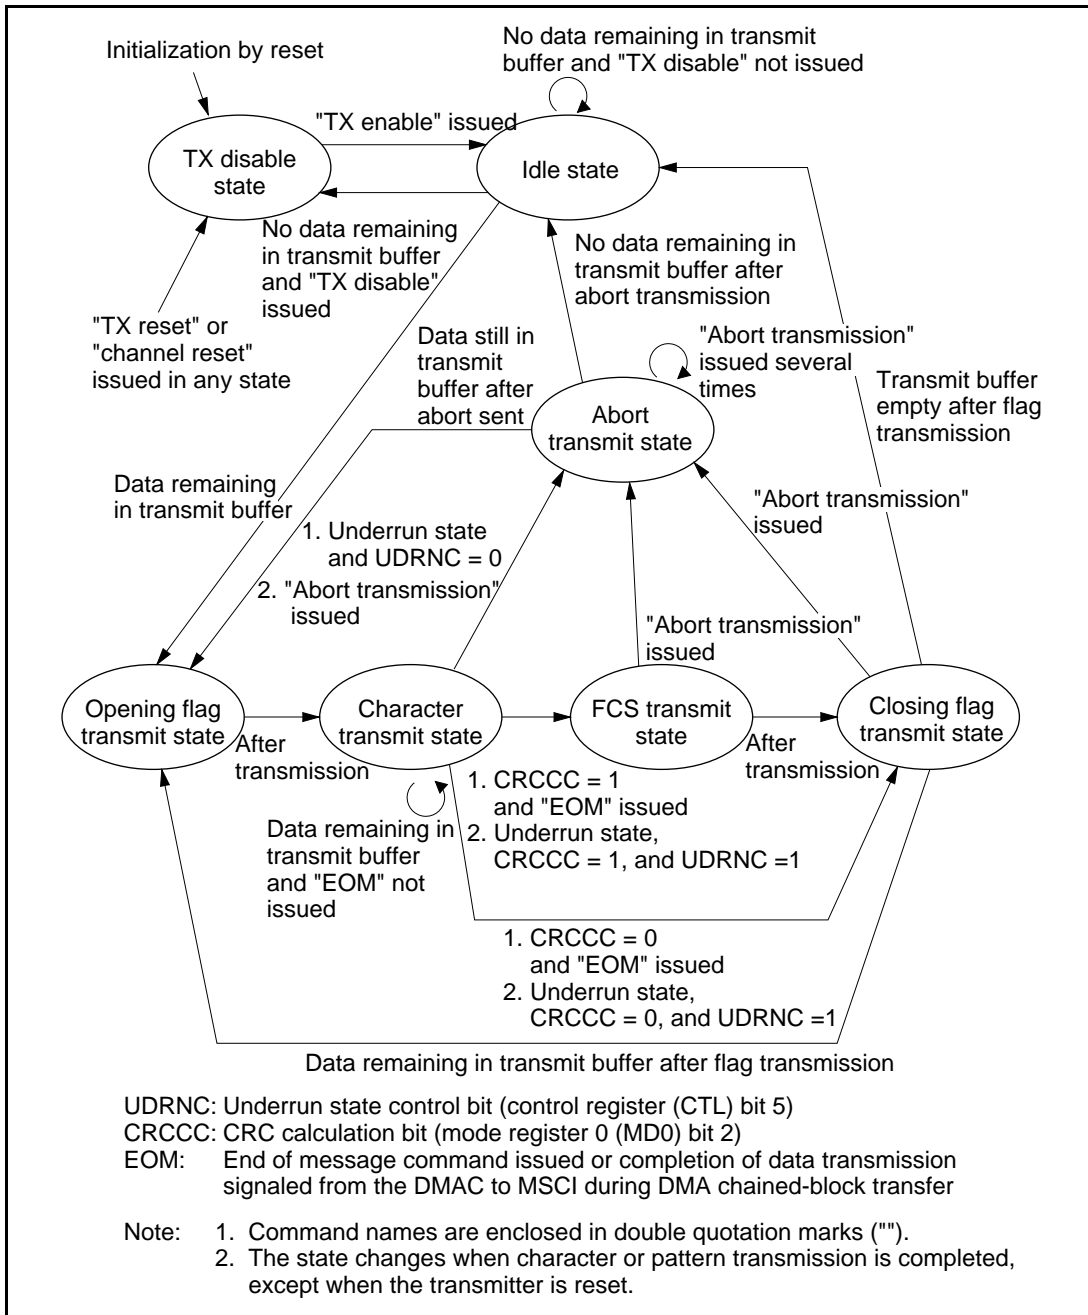 Initialization by reset
No data remaining in transmit
buffer and "TX disable" not issued
"TX enable" issued
TX disable
state
Idle state
No data remaining
in transmit buffer
and "TX disable"
issued
No data remaining in
transmit buffer after
abort transmission
"TX reset" or
"channel reset"
issued in any state
Data still in
transmit
buffer after
abort sent
"Abort transmission"
issued several
times
Abort
transmit state
Transmit buffer
empty after flag
transmission
Data remaining
in transmit buffer
"Abort transmission"
issued
1. Underrun state
and UDRNC = 0
2. "Abort transmission"
issued
"Abort transmission"
issued
Opening flag
transmit state
After
transmission
Character
transmit state
FCS transmit
state
After
transmission
Closing flag
transmit state
Data remaining in
transmit buffer
and "EOM" not
issued
1. CRCCC = 1
and "EOM" issued
2. Underrun state,
CRCCC = 1, and UDRNC =1
1. CRCCC = 0
and "EOM" issued
2. Underrun state,
CRCCC = 0, and UDRNC =1
Data remaining in transmit buffer after flag transmission
UDRNC: Underrun state control bit (control register (CTL) bit 5)
CRCCC: CRC calculation bit (mode register 0 (MD0) bit 2)
EOM: End of message command issued or completion of data transmission
signaled from the DMAC to MSCI during DMA chained-block transfer
Note: 1. Command names are enclosed in double quotation marks ("").
2. The state changes when character or pattern transmission is completed,
except when the transmitter is reset.